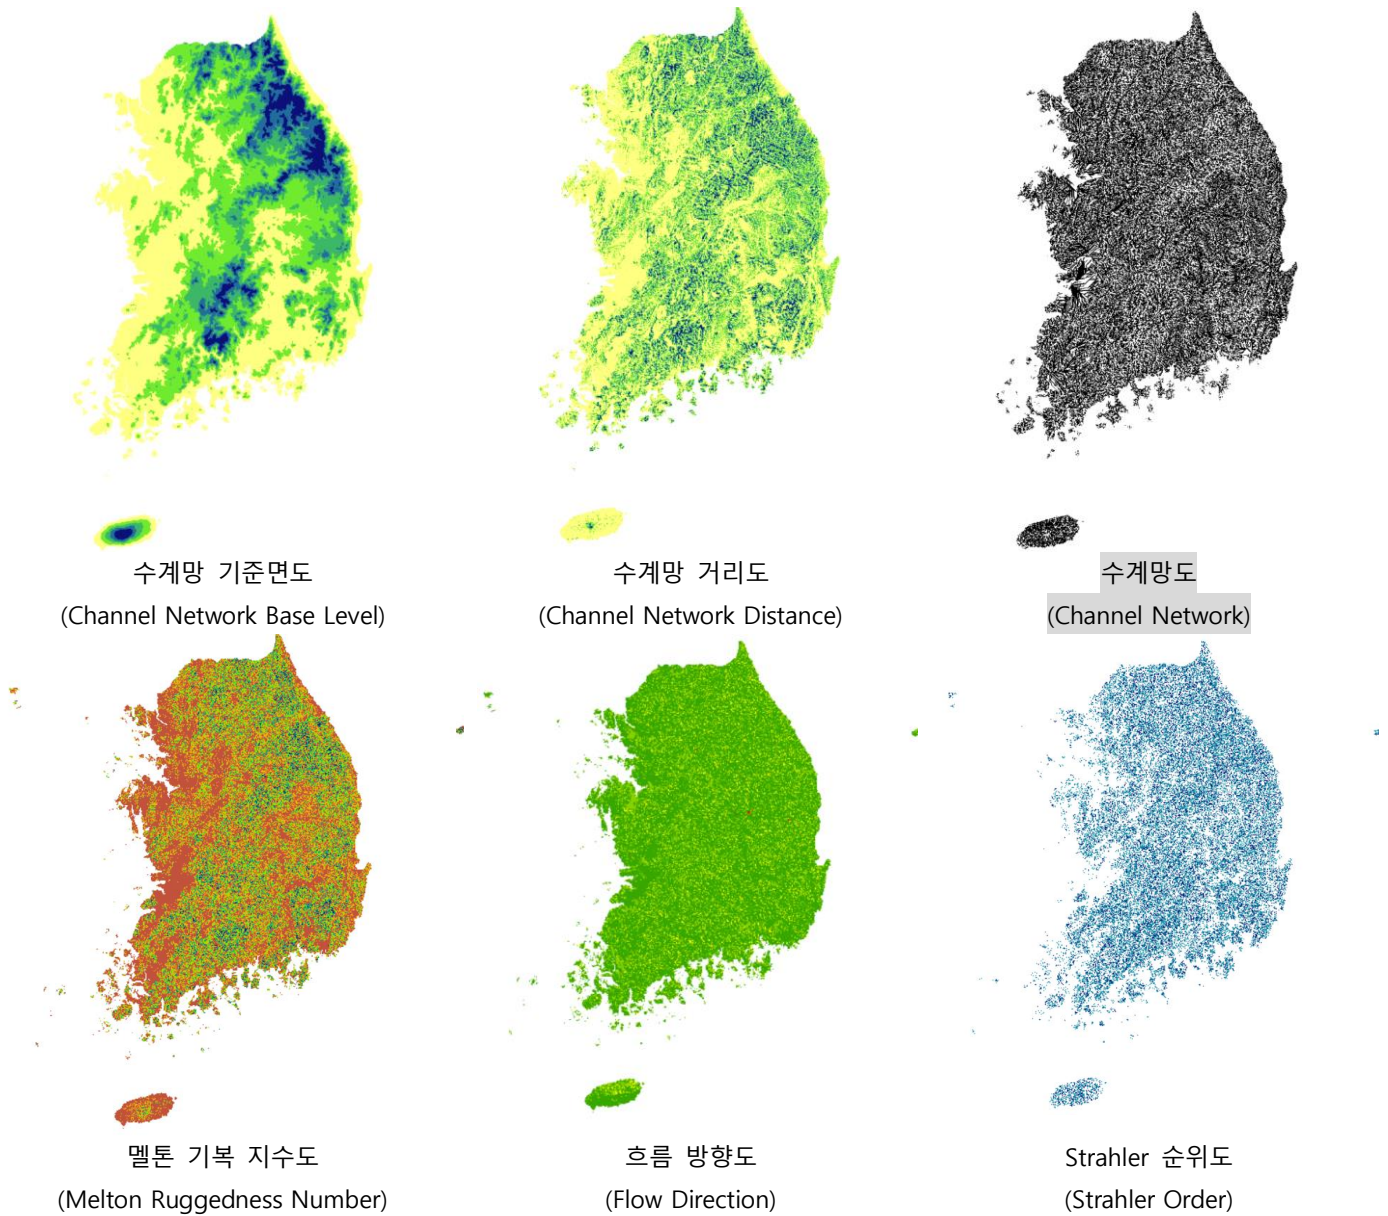 수계망 기준면도
(Channel Network Base Level)
수계망 거리도
(Channel Network Distance)
수계망도
(Channel Network)
멜톤 기복 지수도
(Melton Ruggedness Number)
흐름 방향도
(Flow Direction)
Strahler 순위도
(Strahler Order)